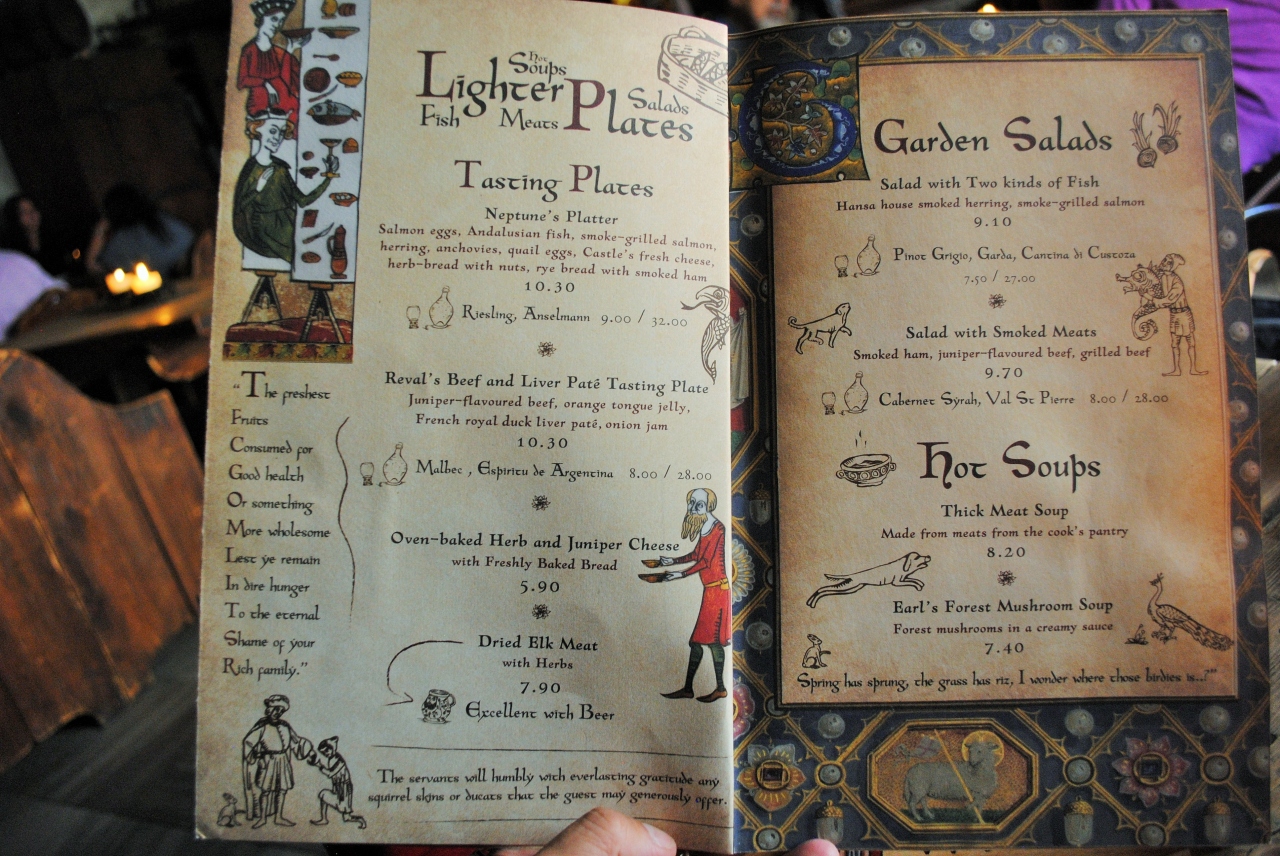 Hot
Soups
Lighter Plates
Salads
Fish Meats
Tasting Plates
Neptune's Platter
Salmon eggs, Andalusian fish, smoke-grilled salmon,
herring, anchovies, quail eggs, Castle's fresh cheese,
herb-bread with nuts, rye bread with smoked ham
10.30
Riesling, Anselmann 9.00 / 32.00
Reval's Beef and Liver Paté Tasting Plate
Juniper-flavoured beef, orange tongue jelly,
French royal duck liver paté, onion jam
10.30
Malbec , Espiritu de Argentina 8.00 / 28.00
Oven-baked Herb and Juniper Cheese
with Freshly Baked Bread
5.90
Dried Elk Meat
with Herbs
7.90
Excellent with Beer
The servants will humbly with everlasting gratitude any
squirrel skins or ducats that the guest may generously offer.
"The freshest
Fruits
Consumed for
Good health
Or something
More wholesome
Lest ye remain
In dire hunger
To the eternal
Shame of your
Rich family."
G
Garden Salads
Salad with Two kinds of Fish
Hansa house smoked herring, smoke-grilled salmon
9.10
Pinot Grigio, Garda, Cantina di Custoza
7.50 / 27.00
Salad with Smoked Meats
Smoked ham, juniper-flavoured beef, grilled beef
9.70
Cabernet Syrah, Val St Pierre 8.00 / 28.00
Hot Soups
Thick Meat Soup
Made from meats from the cook's pantry
8.20
Earl's Forest Mushroom Soup
Forest mushrooms in a creamy sauce
7.40
Spring has sprung, the grass has riz, I wonder where those birdies is..?""